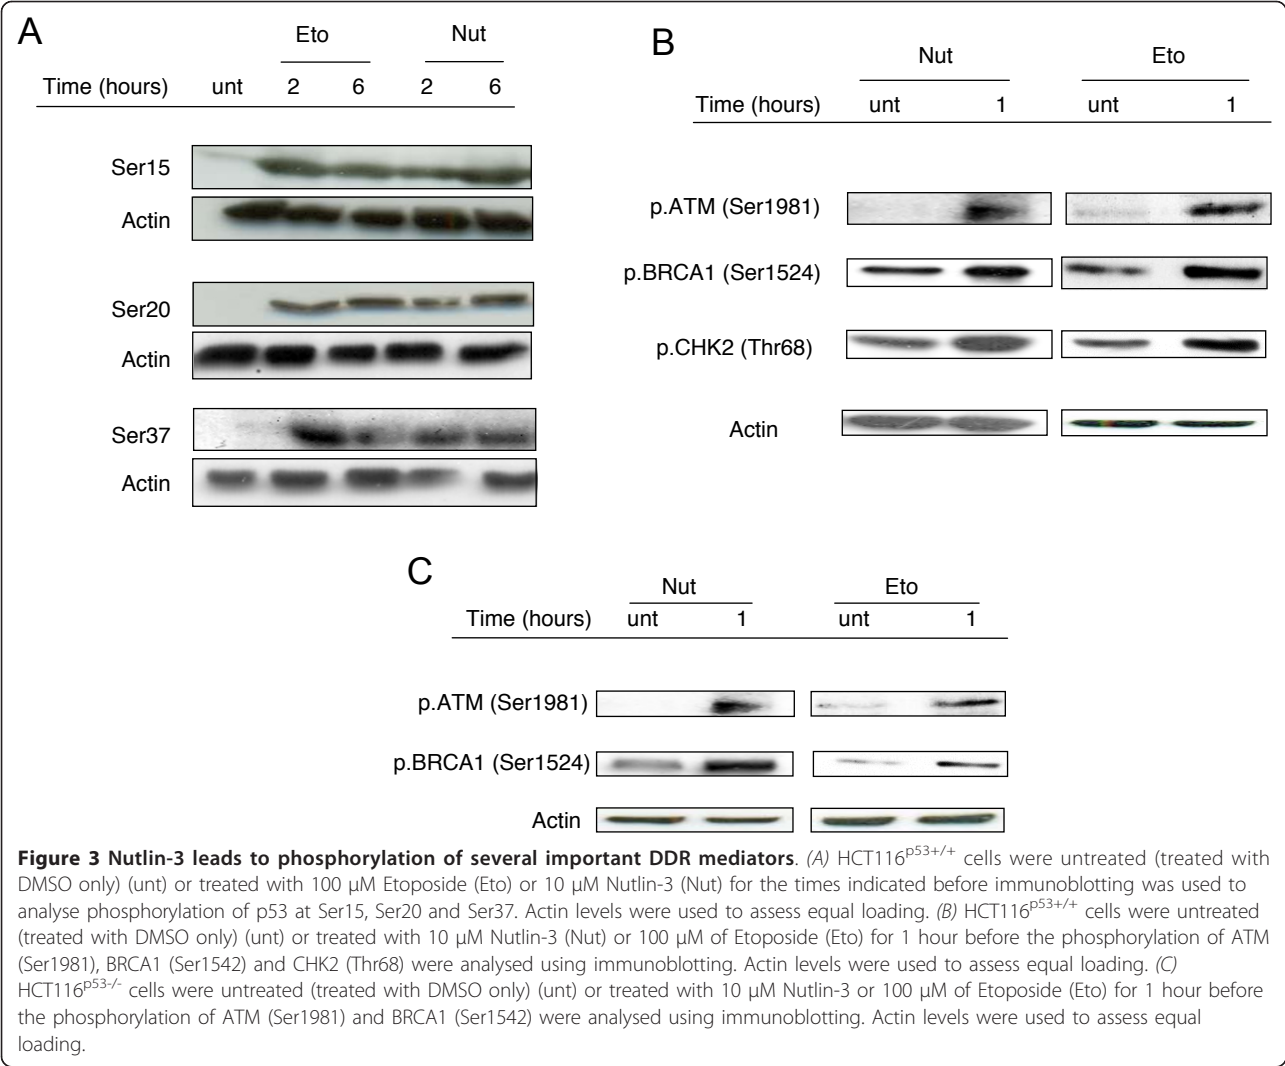 A
Eto Nut
Time (hours) unt 2 6 2 6
Ser15
Actin
Ser20
Actin
Ser37
Actin
B
Nut Eto
Time (hours) unt 1 unt 1
p.ATM (Ser1981)
p.BRCA1 (Ser1524)
p.CHK2 (Thr68)
Actin
C
Nut Eto
Time (hours) unt 1 unt 1
p.ATM (Ser1981)
p.BRCA1 (Ser1524)
Actin
Figure 3 Nutlin-3 leads to phosphorylation of several important DDR mediators. (A) HCT116p53+/+ cells were untreated (treated with
DMSO only) (unt) or treated with 100 μM Etoposide (Eto) or 10 μM Nutlin-3 (Nut) for the times indicated before immunoblotting was used to
analyse phosphorylation of p53 at Ser15, Ser20 and Ser37. Actin levels were used to assess equal loading. (B) HCT116p53+/+ cells were untreated
(treated with DMSO only) (unt) or treated with 10 μM Nutlin-3 (Nut) or 100 μM of Etoposide (Eto) for 1 hour before the phosphorylation of ATM
(Ser1981), BRCA1 (Ser1542) and CHK2 (Thr68) were analysed using immunoblotting. Actin levels were used to assess equal loading. (C)
HCT116p53-/- cells were untreated (treated with DMSO only) (unt) or treated with 10 μM Nutlin-3 or 100 μM of Etoposide (Eto) for 1 hour before
the phosphorylation of ATM (Ser1981) and BRCA1 (Ser1542) were analysed using immunoblotting. Actin levels were used to assess equal
loading.